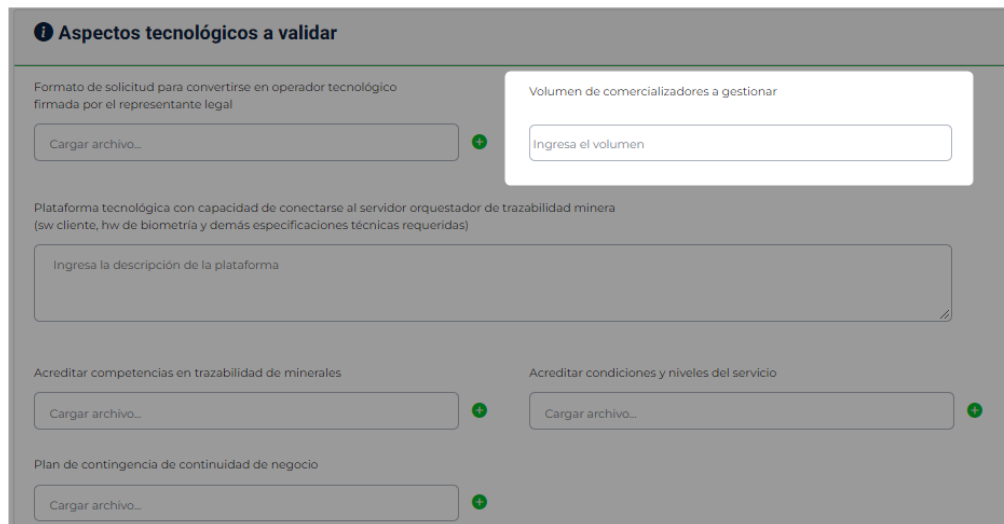 Aspectos tecnológicos a validar
Formato de solicitud para convertirse en operador tecnológico
firmada por el representante legal
Cargar archivo...
Volumen de comercializadores a gestionar
Ingresa el volumen
Plataforma tecnológica con capacidad de conectarse al servidor orquestador de trazabilidad minera
(sw cliente, hw de biometría y demás especificaciones técnicas requeridas)
Ingresa la descripción de la plataforma
Acreditar competencias en trazabilidad de minerales
Cargar archivo...
Acreditar condiciones y niveles del servicio
Cargar archivo...
Plan de contingencia de continuidad de negocio
Cargar archivo...